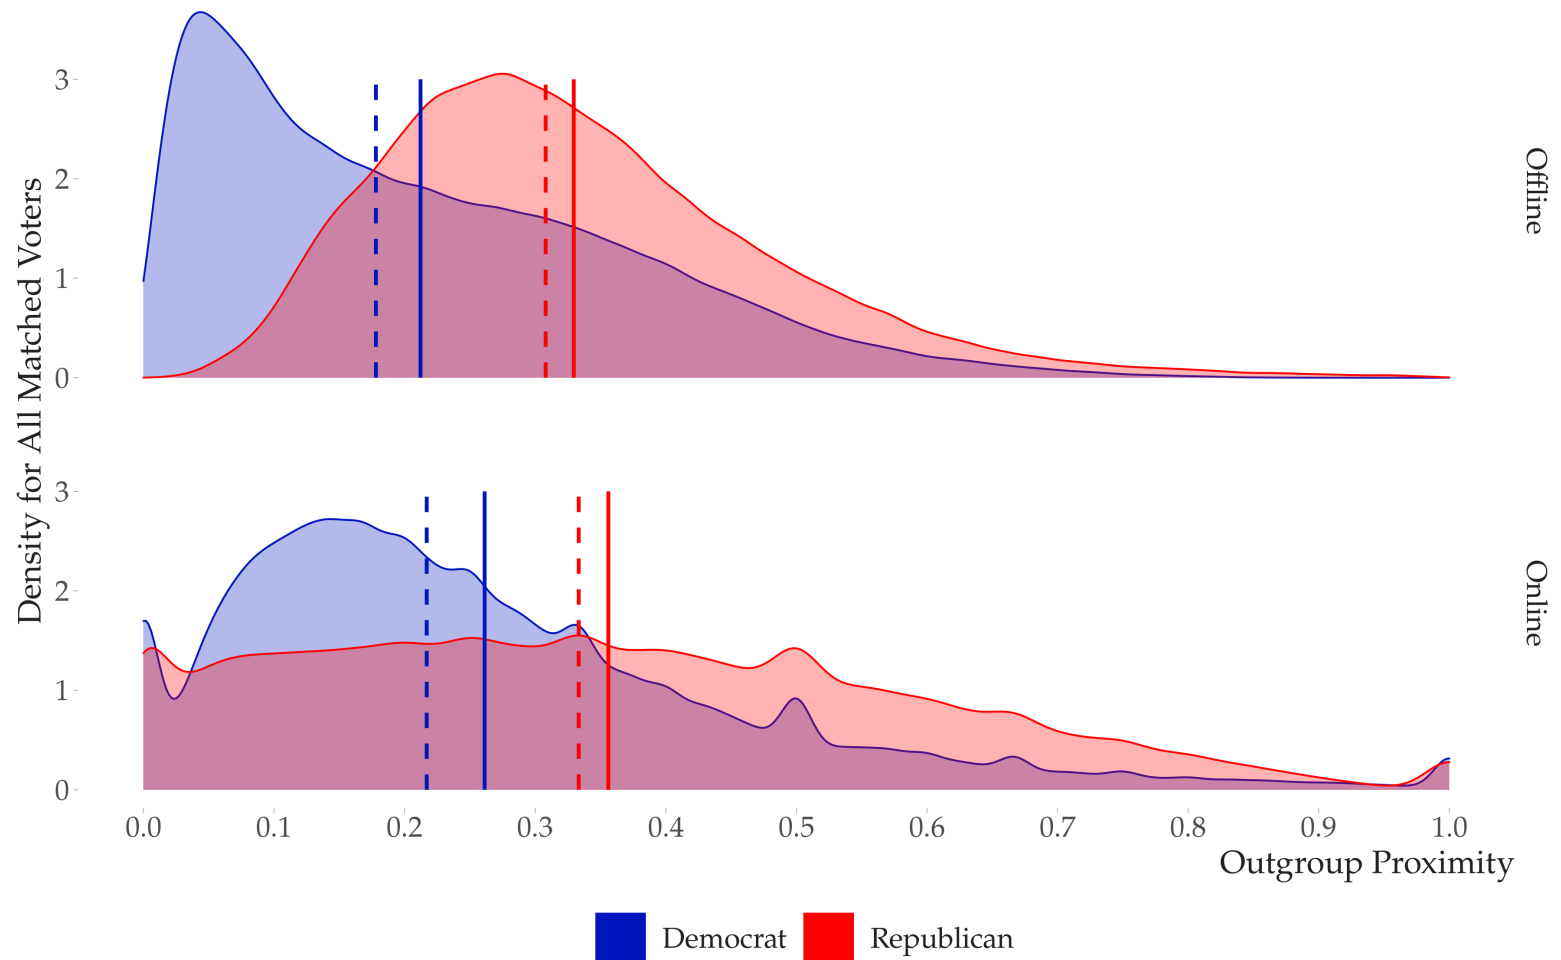 Density for All Matched Voters
3
2
1
0
Offline
3
2
1
0
Online
0.0 0.1 0.2 0.3 0.4 0.5 0.6 0.7 0.8 0.9 1.0
Outgroup Proximity
Democrat Republican